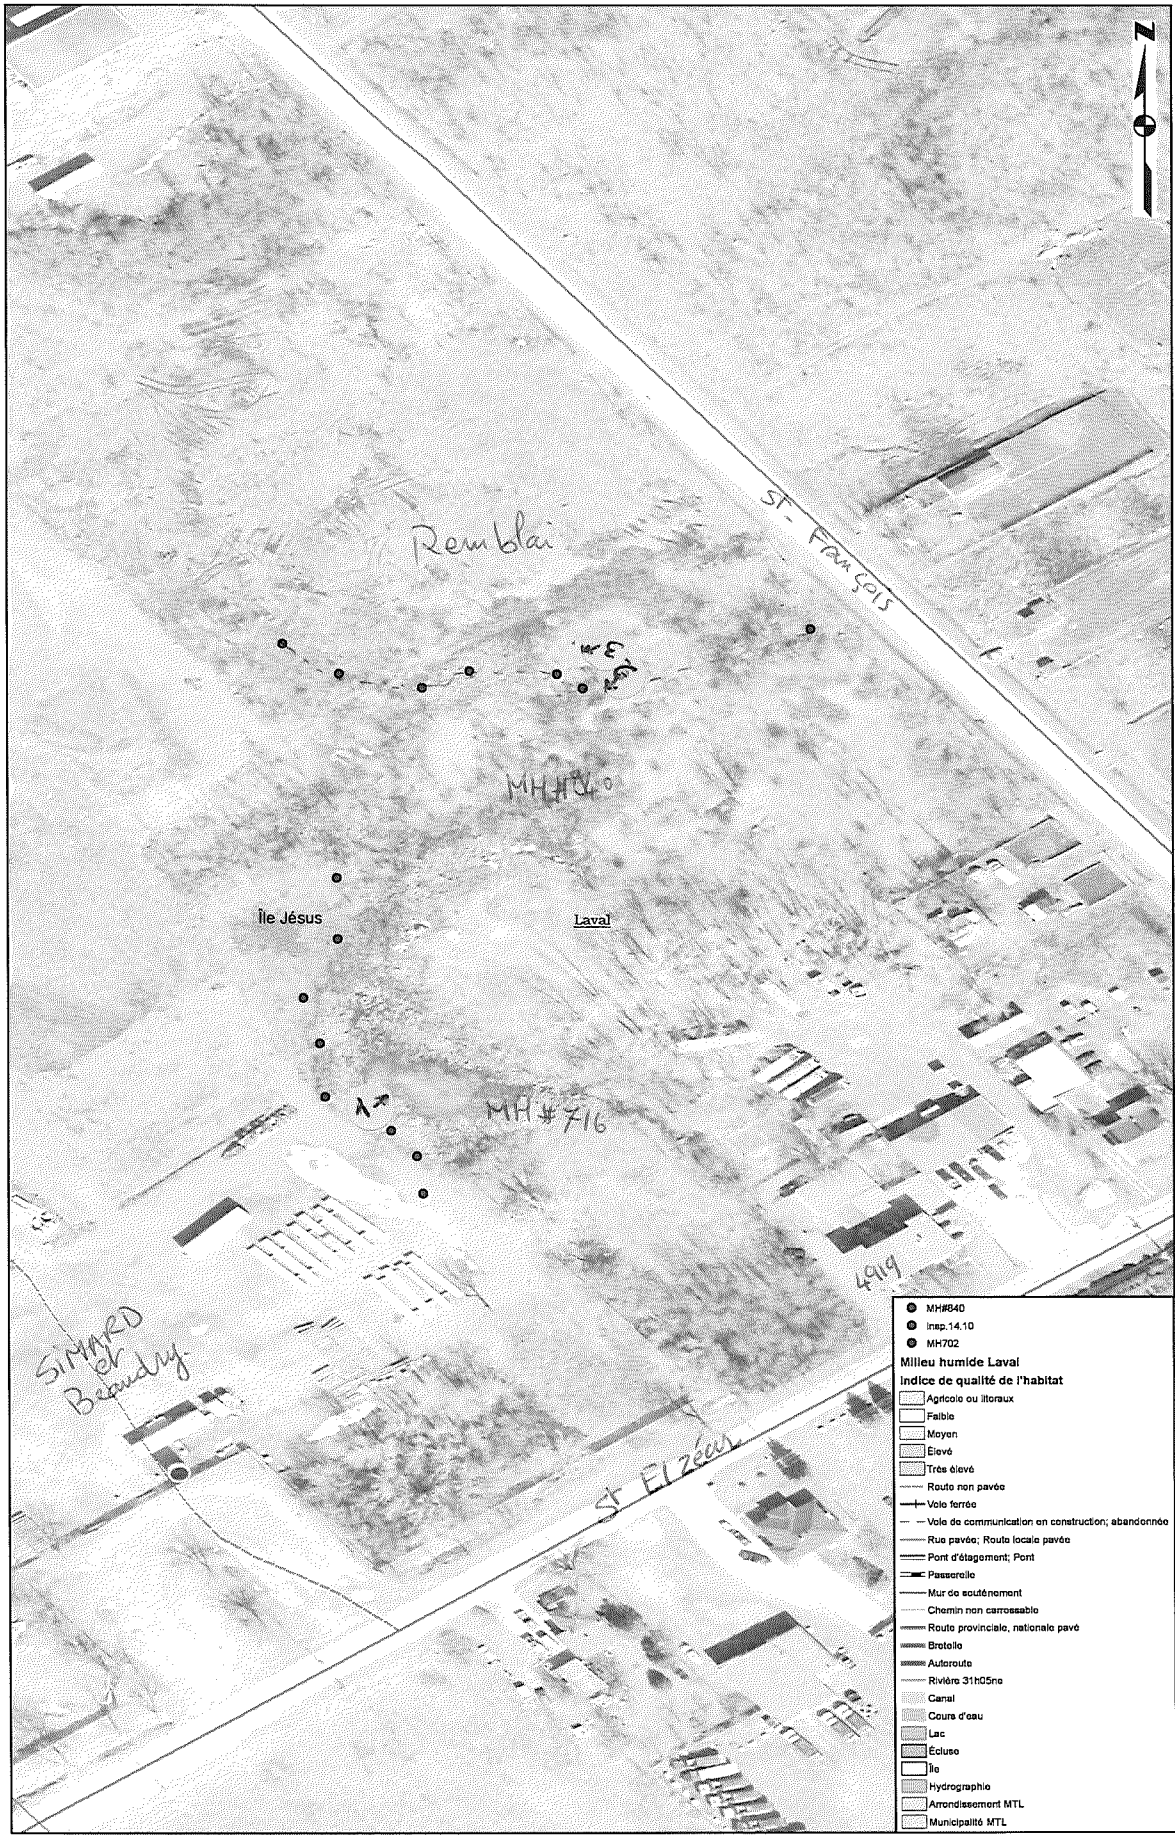 N
Remblai
St-François
MH#840
Île Jésus
Laval
MH#716
4919
SIMARD
et
Beaudry.
St Elzéar
MH#840
Insp.14.10
MH702
Milieu humide Laval
Indice de qualité de l'habitat
Agricole ou litoraux
Faible
Moyen
Élevé
Très élevé
Route non pavée
Voie ferrée
Voie de communication en construction; abandonnée
Rue pavée; Route locale pavée
Pont d'étagement; Pont
Passerelle
Mur de soutènement
Chemin non carrossable
Route provinciale, nationale pavé
Bretelle
Autoroute
Rivière 31h05ne
Canal
Cours d'eau
Lac
Écluse
Île
Hydrographie
Arrondissement MTL
Municipalité MTL